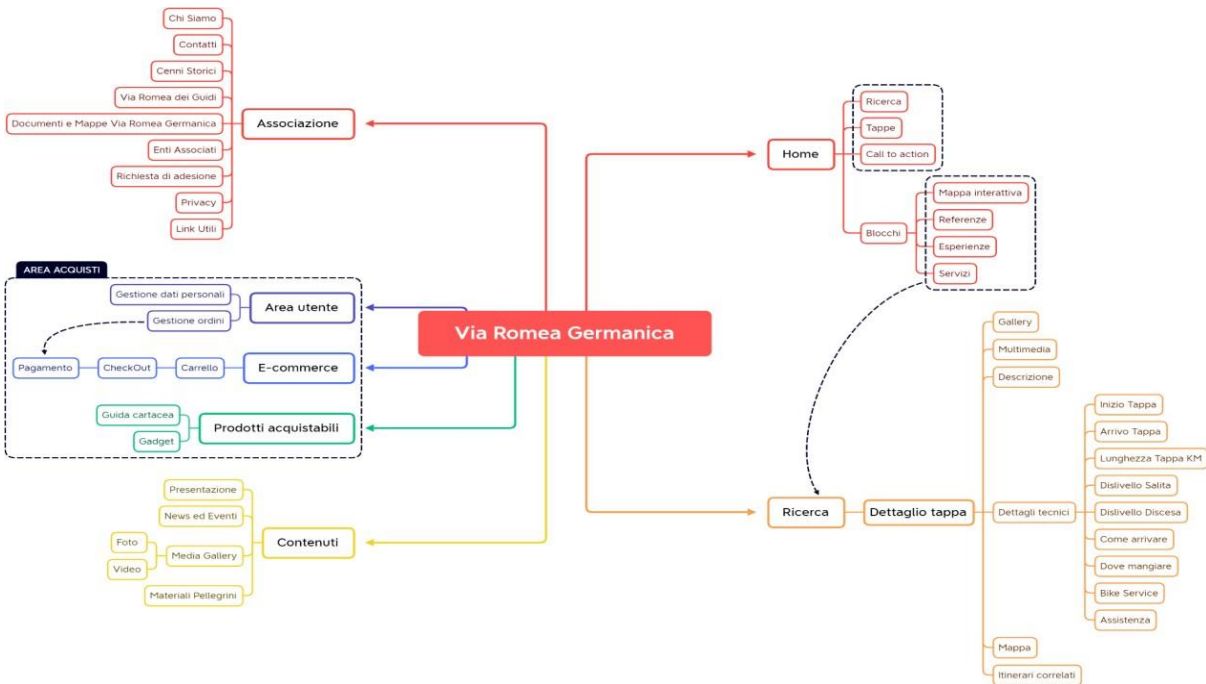 Chi Siamo
Contatti
Cenni Storici
Via Romea dei Guidi
Documenti e Mappe Via Romea Germanica
Enti Associati
Richiesta di adesione
Privacy
Link Utili
Associazione
AREA ACQUISTI
Gestione dati personali
Gestione ordini
Area utente
Pagamento
CheckOut
Carrello
E-commerce
Guida cartacea
Gadget
Prodotti acquistabili
Presentazione
News ed Eventi
Foto
Video
Media Gallery
Materiali Pellegrini
Contenuti
Via Romea Germanica
Home
Ricerca
Tappe
Call to action
Blocchi
Mappa interattiva
Referenze
Esperienze
Servizi
Ricerca
Dettaglio tappa
Gallery
Multimedia
Descrizione
Dettagli tecnici
Inizio Tappa
Arrivo Tappa
Lunghezza Tappa KM
Dislivello Salita
Dislivello Discesa
Come arrivare
Dove mangiare
Bike Service
Assistenza
Mappa
Itinerari correlati